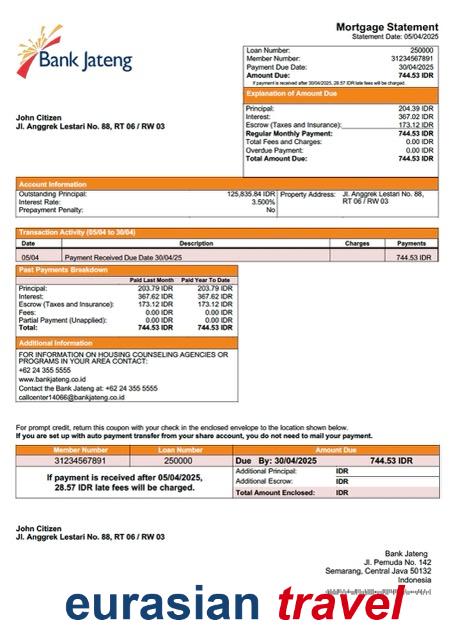 Bank Jateng
Mortgage Statement
Statement Date: 05/04/2025
Loan Number: 250000
Member Number: 31234567891
Payment Due Date: 30/04/2025
Amount Due: 744.53 IDR
If payment is received after 30/04/2025, 28.57 IDR late fees will be charged.
Explanation of Amount Due
Principal: 204.39 IDR
Interest: 367.02 IDR
Escrow (Taxes and Insurance): 173.12 IDR
Regular Monthly Payment: 744.53 IDR
Total Fees and Charges: 0.00 IDR
Overdue Payment: 0.00 IDR
Total Amount Due: 744.53 IDR
John Citizen
Jl. Anggrek Lestari No. 88, RT 06 / RW 03
Account Information
Outstanding Principal: 125,835.84 IDR
Interest Rate: 3.500%
Prepayment Penalty: No
Property Address: Jl. Anggrek Lestari No. 88,
RT 06 / RW 03
Transaction Activity (05/04 to 30/04)
Date Description Charges Payments
05/04 Payment Received Due Date 30/04/25 744.53 IDR
Past Payments Breakdown
Paid Last Month Paid Year To Date
Principal: 203.79 IDR 203.79 IDR
Interest: 367.62 IDR 367.62 IDR
Escrow (Taxes and Insurance): 173.12 IDR 173.12 IDR
Fees: 0.00 IDR 0.00 IDR
Partial Payment (Unapplied): 0.00 IDR 0.00 IDR
Total: 744.53 IDR 744.53 IDR
Additional Information
FOR INFORMATION ON HOUSING COUNSELING AGENCIES OR
PROGRAMS IN YOUR AREA CONTACT:
+62 24 355 5555
www.bankjateng.co.id
Contact the Bank Jateng at: +62 24 355 5555
callcenter14066@bankjateng.co.id
For prompt credit, return this coupon with your check in the enclosed envelope to the location shown below.
If you are set up with auto payment transfer from your share account, you do not need to mail your payment.
Member Number Loan Number Amount Due
31234567891 250000 Due By: 30/04/2025 744.53 IDR
If payment is received after 05/04/2025,
28.57 IDR late fees will be charged.
Additional Principal: IDR
Additional Escrow: IDR
Total Amount Enclosed: IDR
John Citizen
Jl. Anggrek Lestari No. 88, RT 06 / RW 03
Bank Jateng
Jl. Pemuda No. 142
Semarang, Central Java 50132
Indonesia
eurasian travel